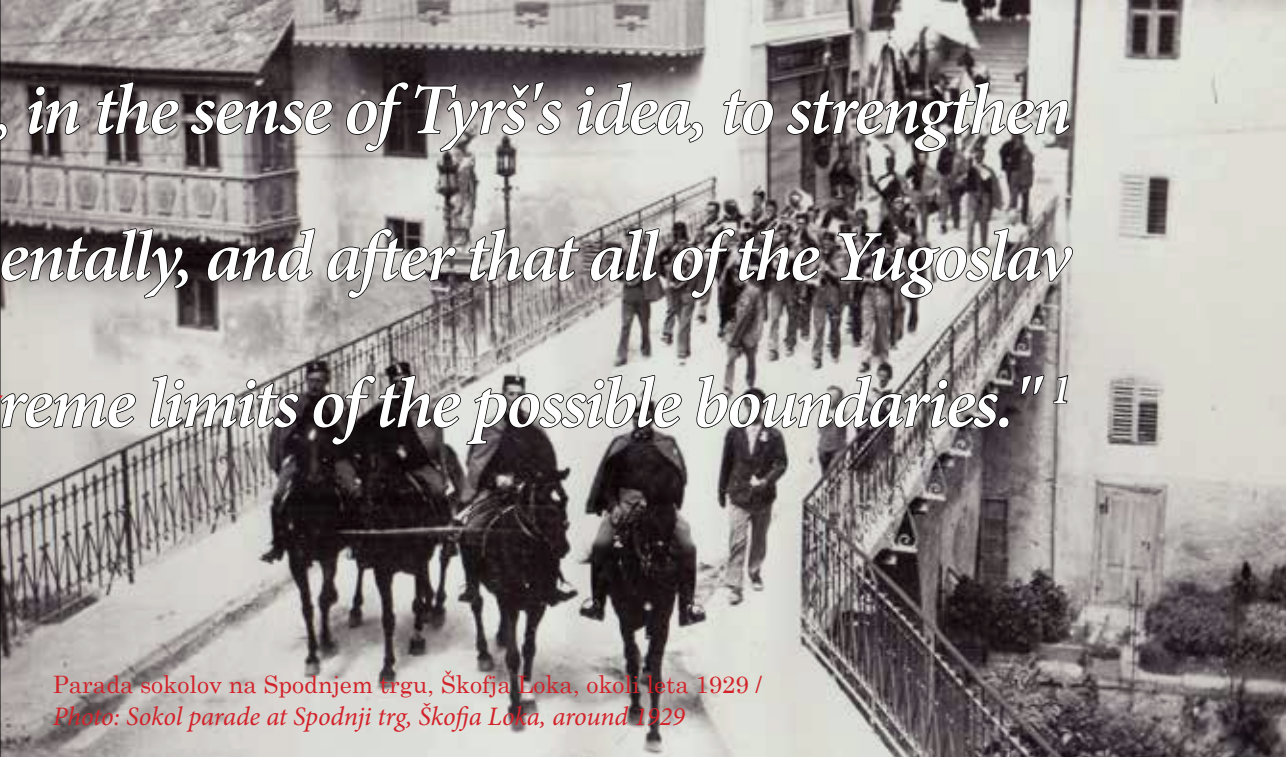 , in the sense of Tyrš's idea, to strengthen
entally, and after that all of the Yugoslav
reme limits of the possible boundaries." 1
Parada sokolov na Spodnjem trgu, Škofja Loka, okoli leta 1929 /
Photo: Sokol parade at Spodnji trg, Škofja Loka, around 1929